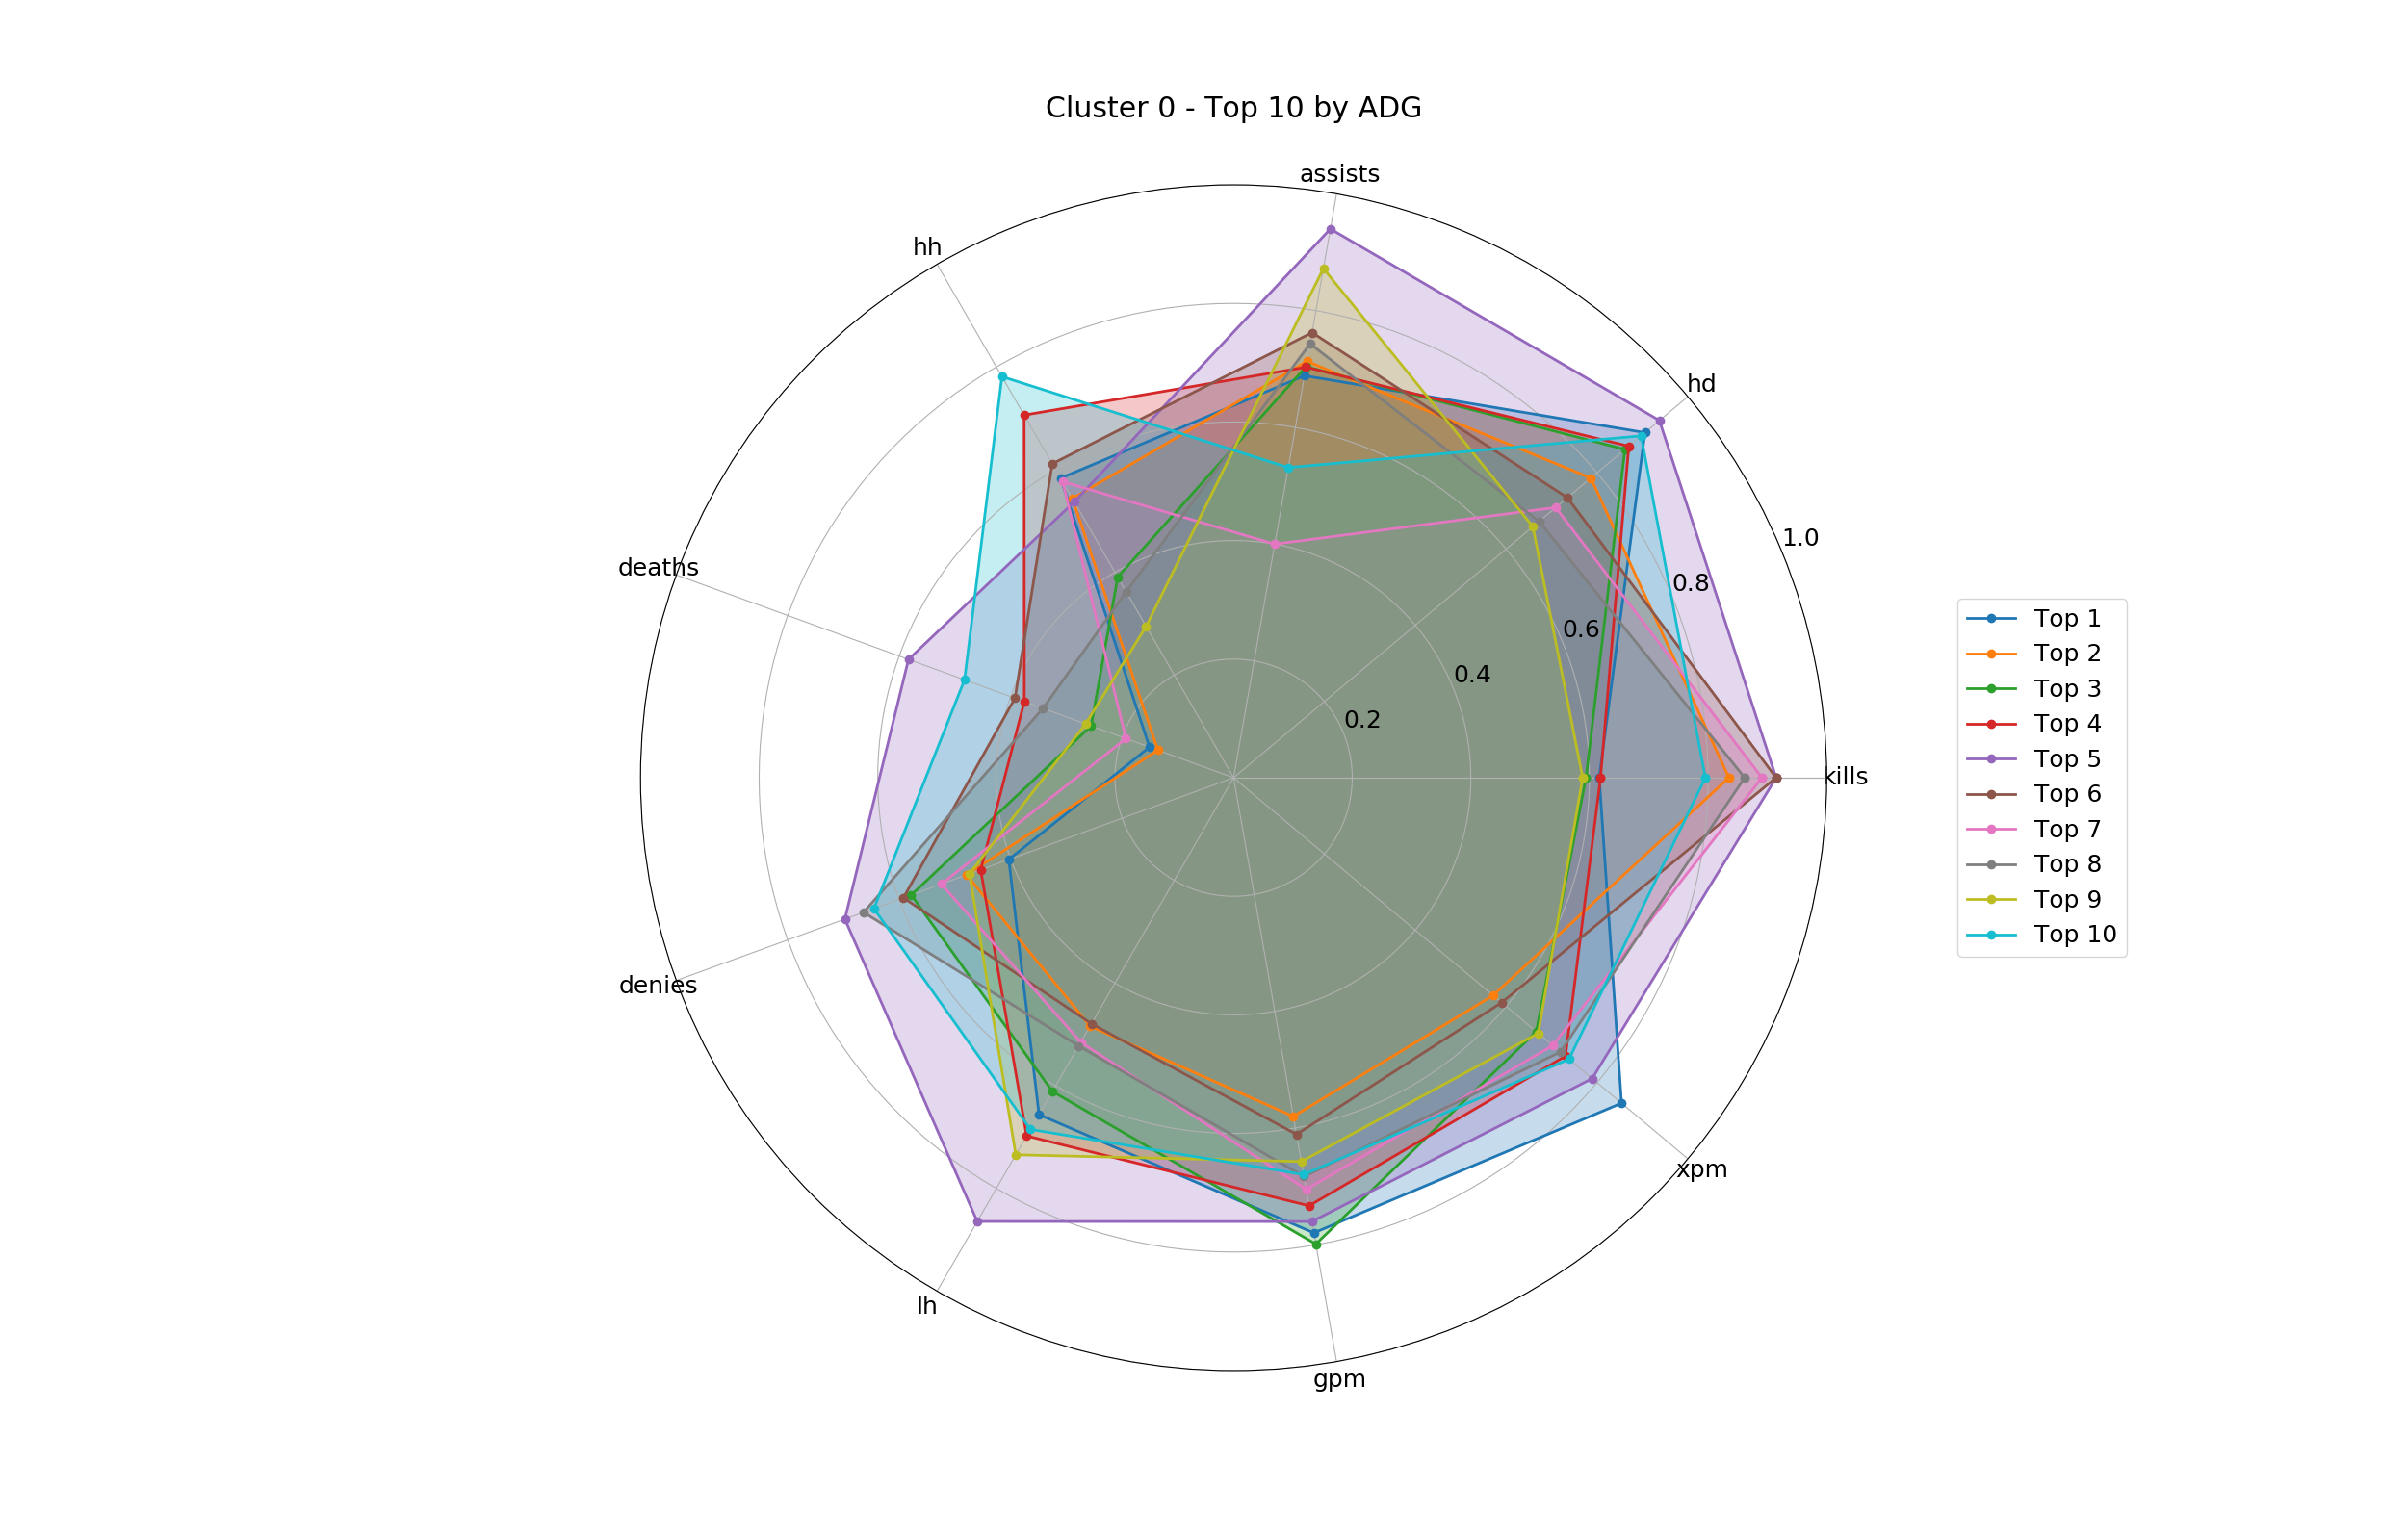 Cluster 0 - Top 10 by ADG
assists
hh
hd
1.0
deaths
0.8
0.6
0.4
0.2
kills
denies
xpm
lh
gpm
Top 1
Top 2
Top 3
Top 4
Top 5
Top 6
Top 7
Top 8
Top 9
Top 10